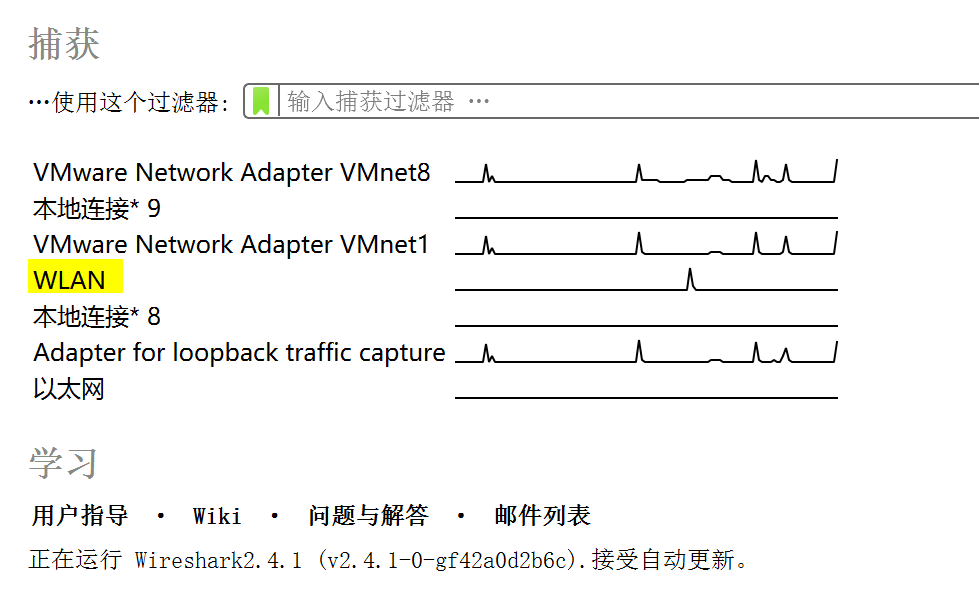 捕获
…使用这个过滤器: 输入捕获过滤器 …
VMware Network Adapter VMnet8
本地连接* 9
VMware Network Adapter VMnet1
WLAN
本地连接* 8
Adapter for loopback traffic capture
以太网
学习
用户指导 · Wiki · 问题与解答 · 邮件列表
正在运行 Wireshark2.4.1 (v2.4.1-0-gf42a0d2b6c).接受自动更新。